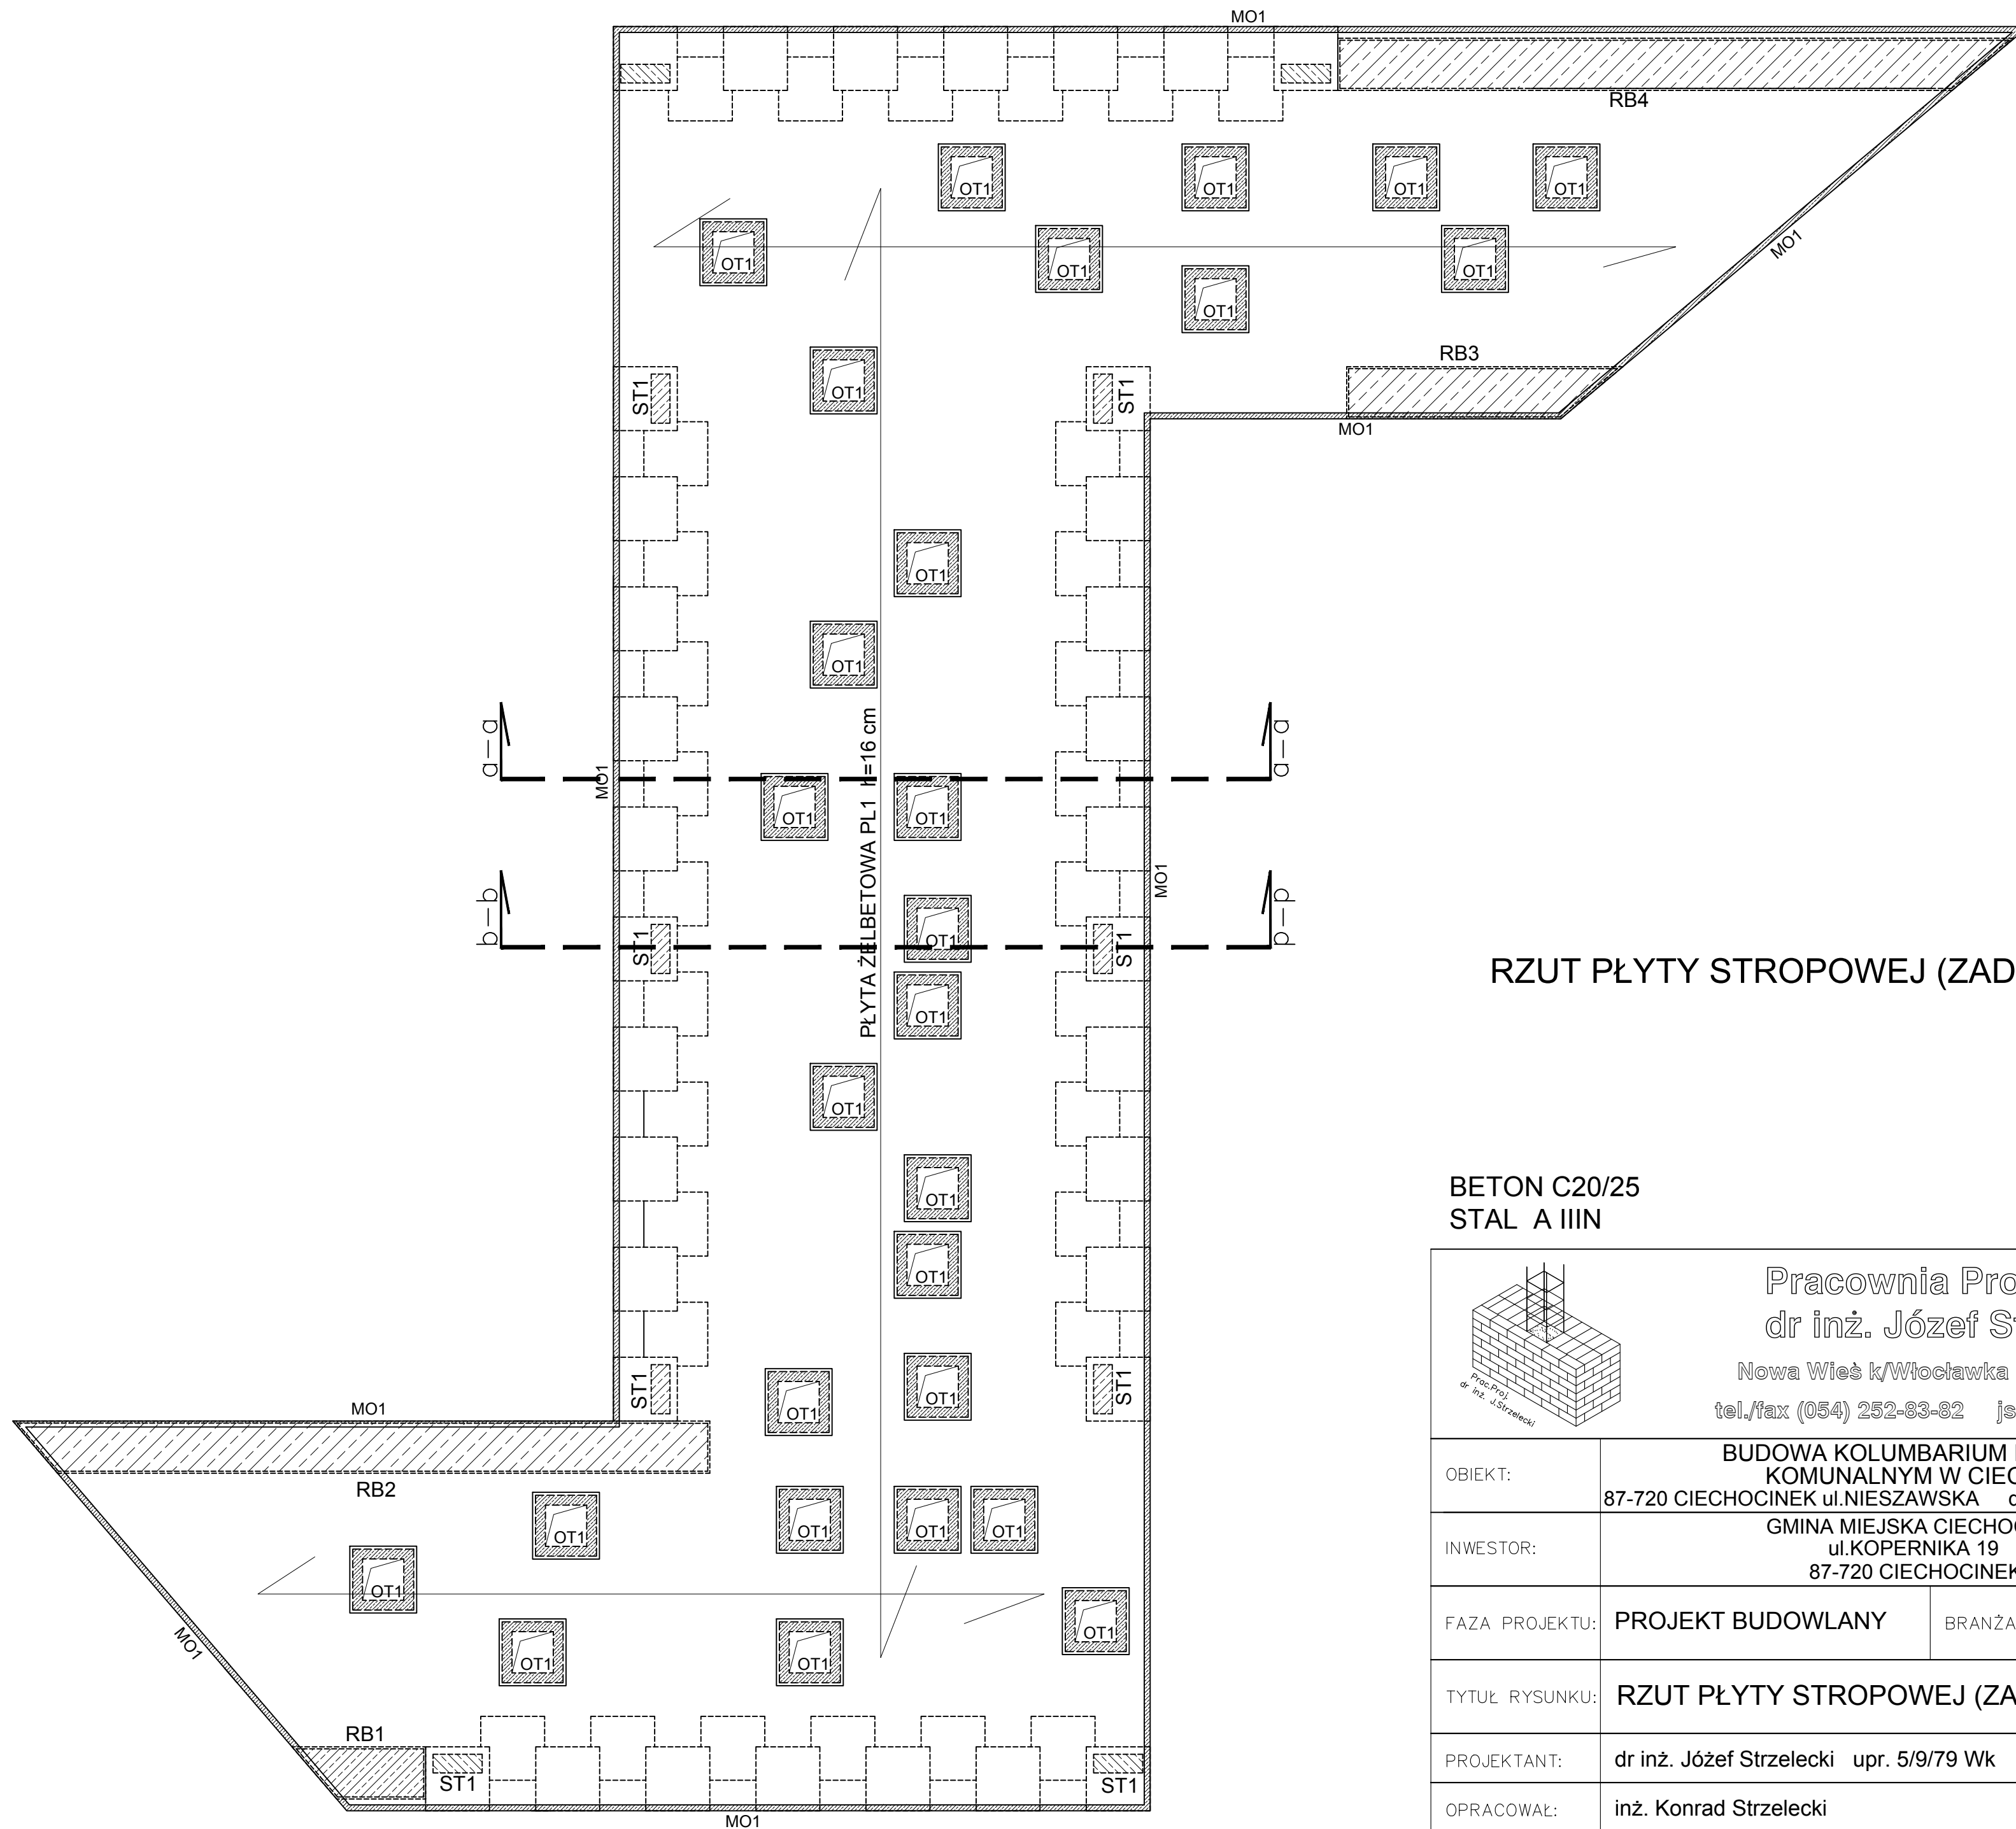 MO1
RB4
OT1 OT1 OT1 OT1
MO1
OT1 OT1 OT1
OT1
RB3
ST1 OT1 ST1
MO1
OT1
OT1
a-a a-a
MO1
PŁYTA ŻELBETOWA PL1 h=16 cm
OT1 OT1
MO1
b-b b-b
ST1 OT1 ST1
RZUT PŁYTY STROPOWEJ (ZAD
OT1
OT1
OT1
BETON C20/25
STAL A IIIN
OT1
ST1 OT1 OT1 ST1
MO1
RB2
OT1 OT1 OT1 OT1
OT1
OT1
MO1
OT1 OT1
RB1
ST1 ST1
MO1
Proc.Proj.
dr inż. J.Strzelecki
Pracownia Pro
dr inż. Józef S
Nowa Wieś k/Włocławka
tel./fax (054) 252-83-82 js
OBIEKT:
BUDOWA KOLUMBARIUM
KOMUNALNYM W CIEC
87-720 CIECHOCINEK ul.NIESZAWSKA
INWESTOR:
GMINA MIEJSKA CIECHO
ul.KOPERNIKA 19
87-720 CIECHOCINEK
FAZA PROJEKTU: PROJEKT BUDOWLANY BRANŻA
TYTUŁ RYSUNKU: RZUT PŁYTY STROPOWEJ (ZA
PROJEKTANT: dr inż. Józef Strzelecki upr. 5/9/79 Wk
OPRACOWAŁ: inż. Konrad Strzelecki